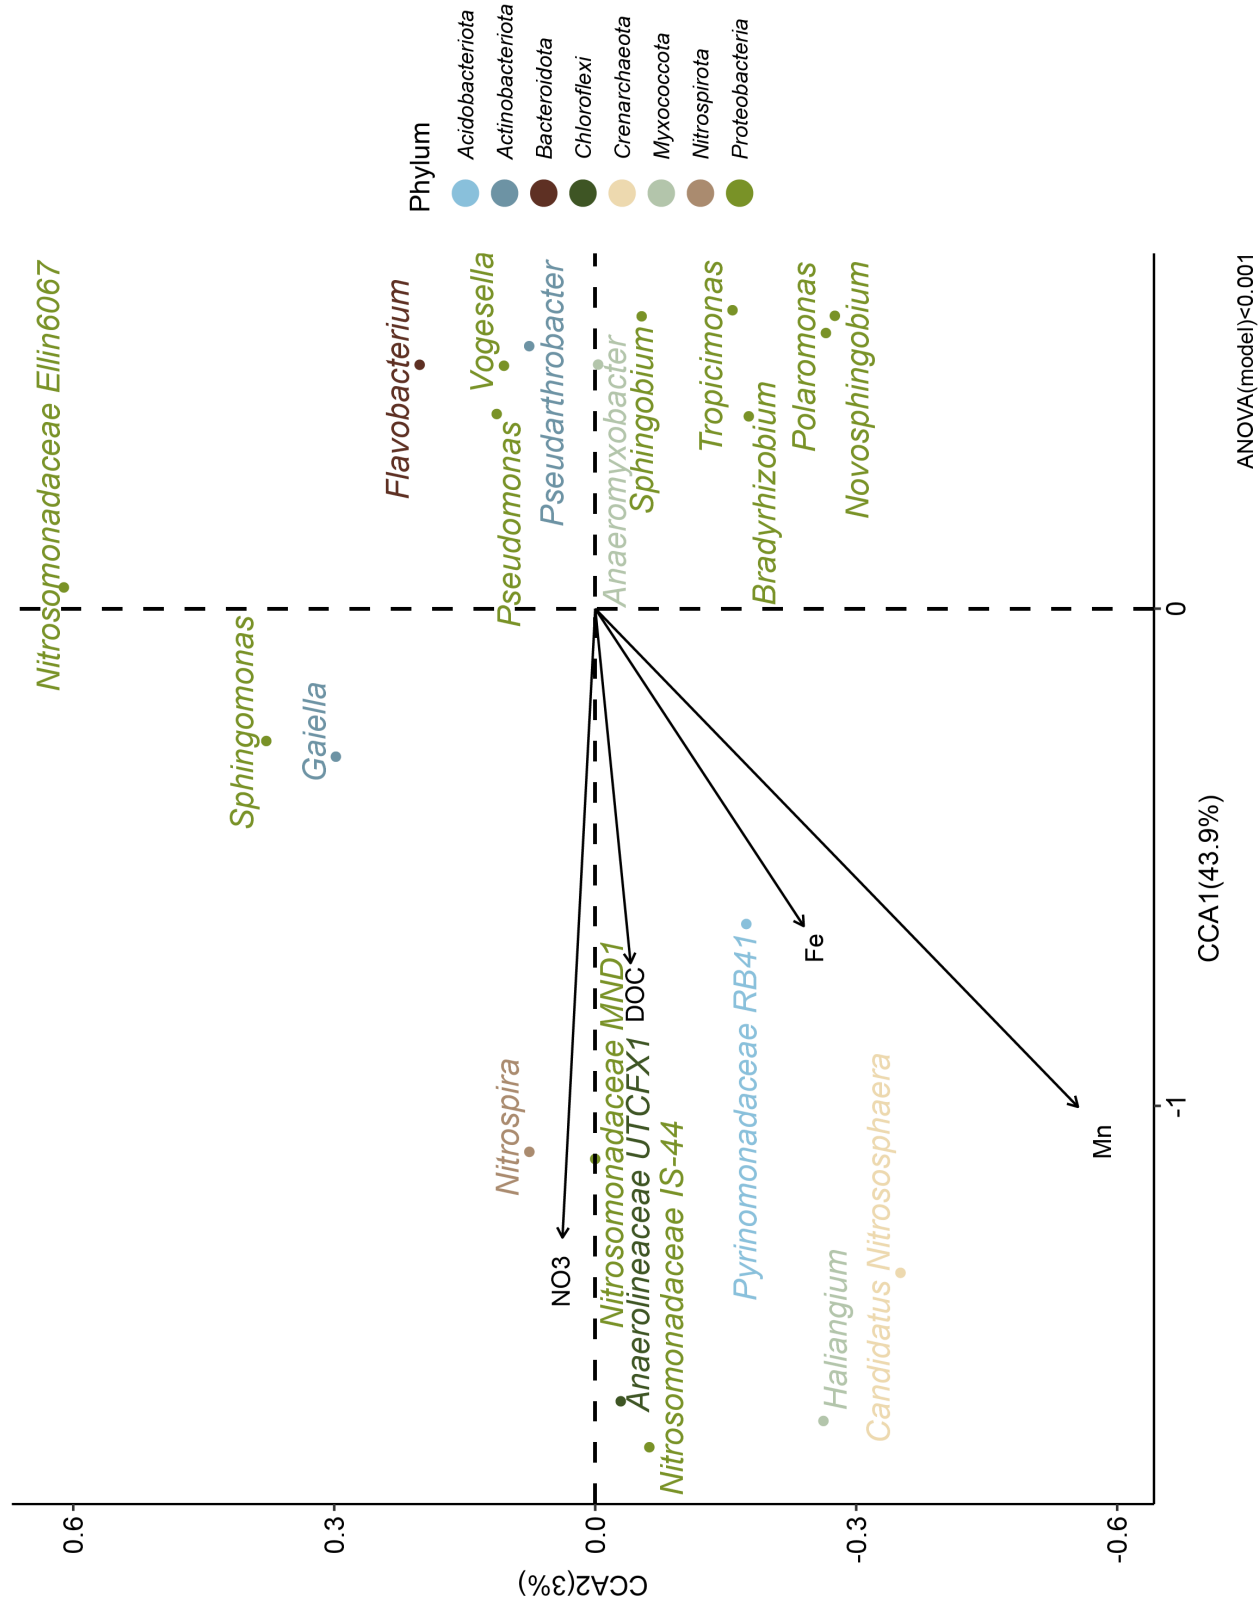 Nitrosomonadaceae Ellin6067
Sphingomonas
Gaiella
Flavobacterium
Vogesella
Pseudomonas
Pseudarthrobacter
Anaeromyxobacter
Sphingobium
Tropicimonas
Bradyrhizobium
Polaromonas
Novosphingobium
Nitrospira
NO3
Nitrosomonadaceae MND1
DOC
Anaerolineaceae UTCFX1
Nitrosomonadaceae IS-44
Pyrinomonadaceae RB41
Fe
Haliangium
Candidatus Nitrososphaera
Mn
0.6
0.3
0.0
-0.3
-0.6
CCA2(3%)
-1
0
CCA1(43.9%)
Phylum
Acidobacteriota
Actinobacteriota
Bacteroidota
Chloroflexi
Crenarchaeota
Myxococcota
Nitrospirota
Proteobacteria
ANOVA(model)<0.001